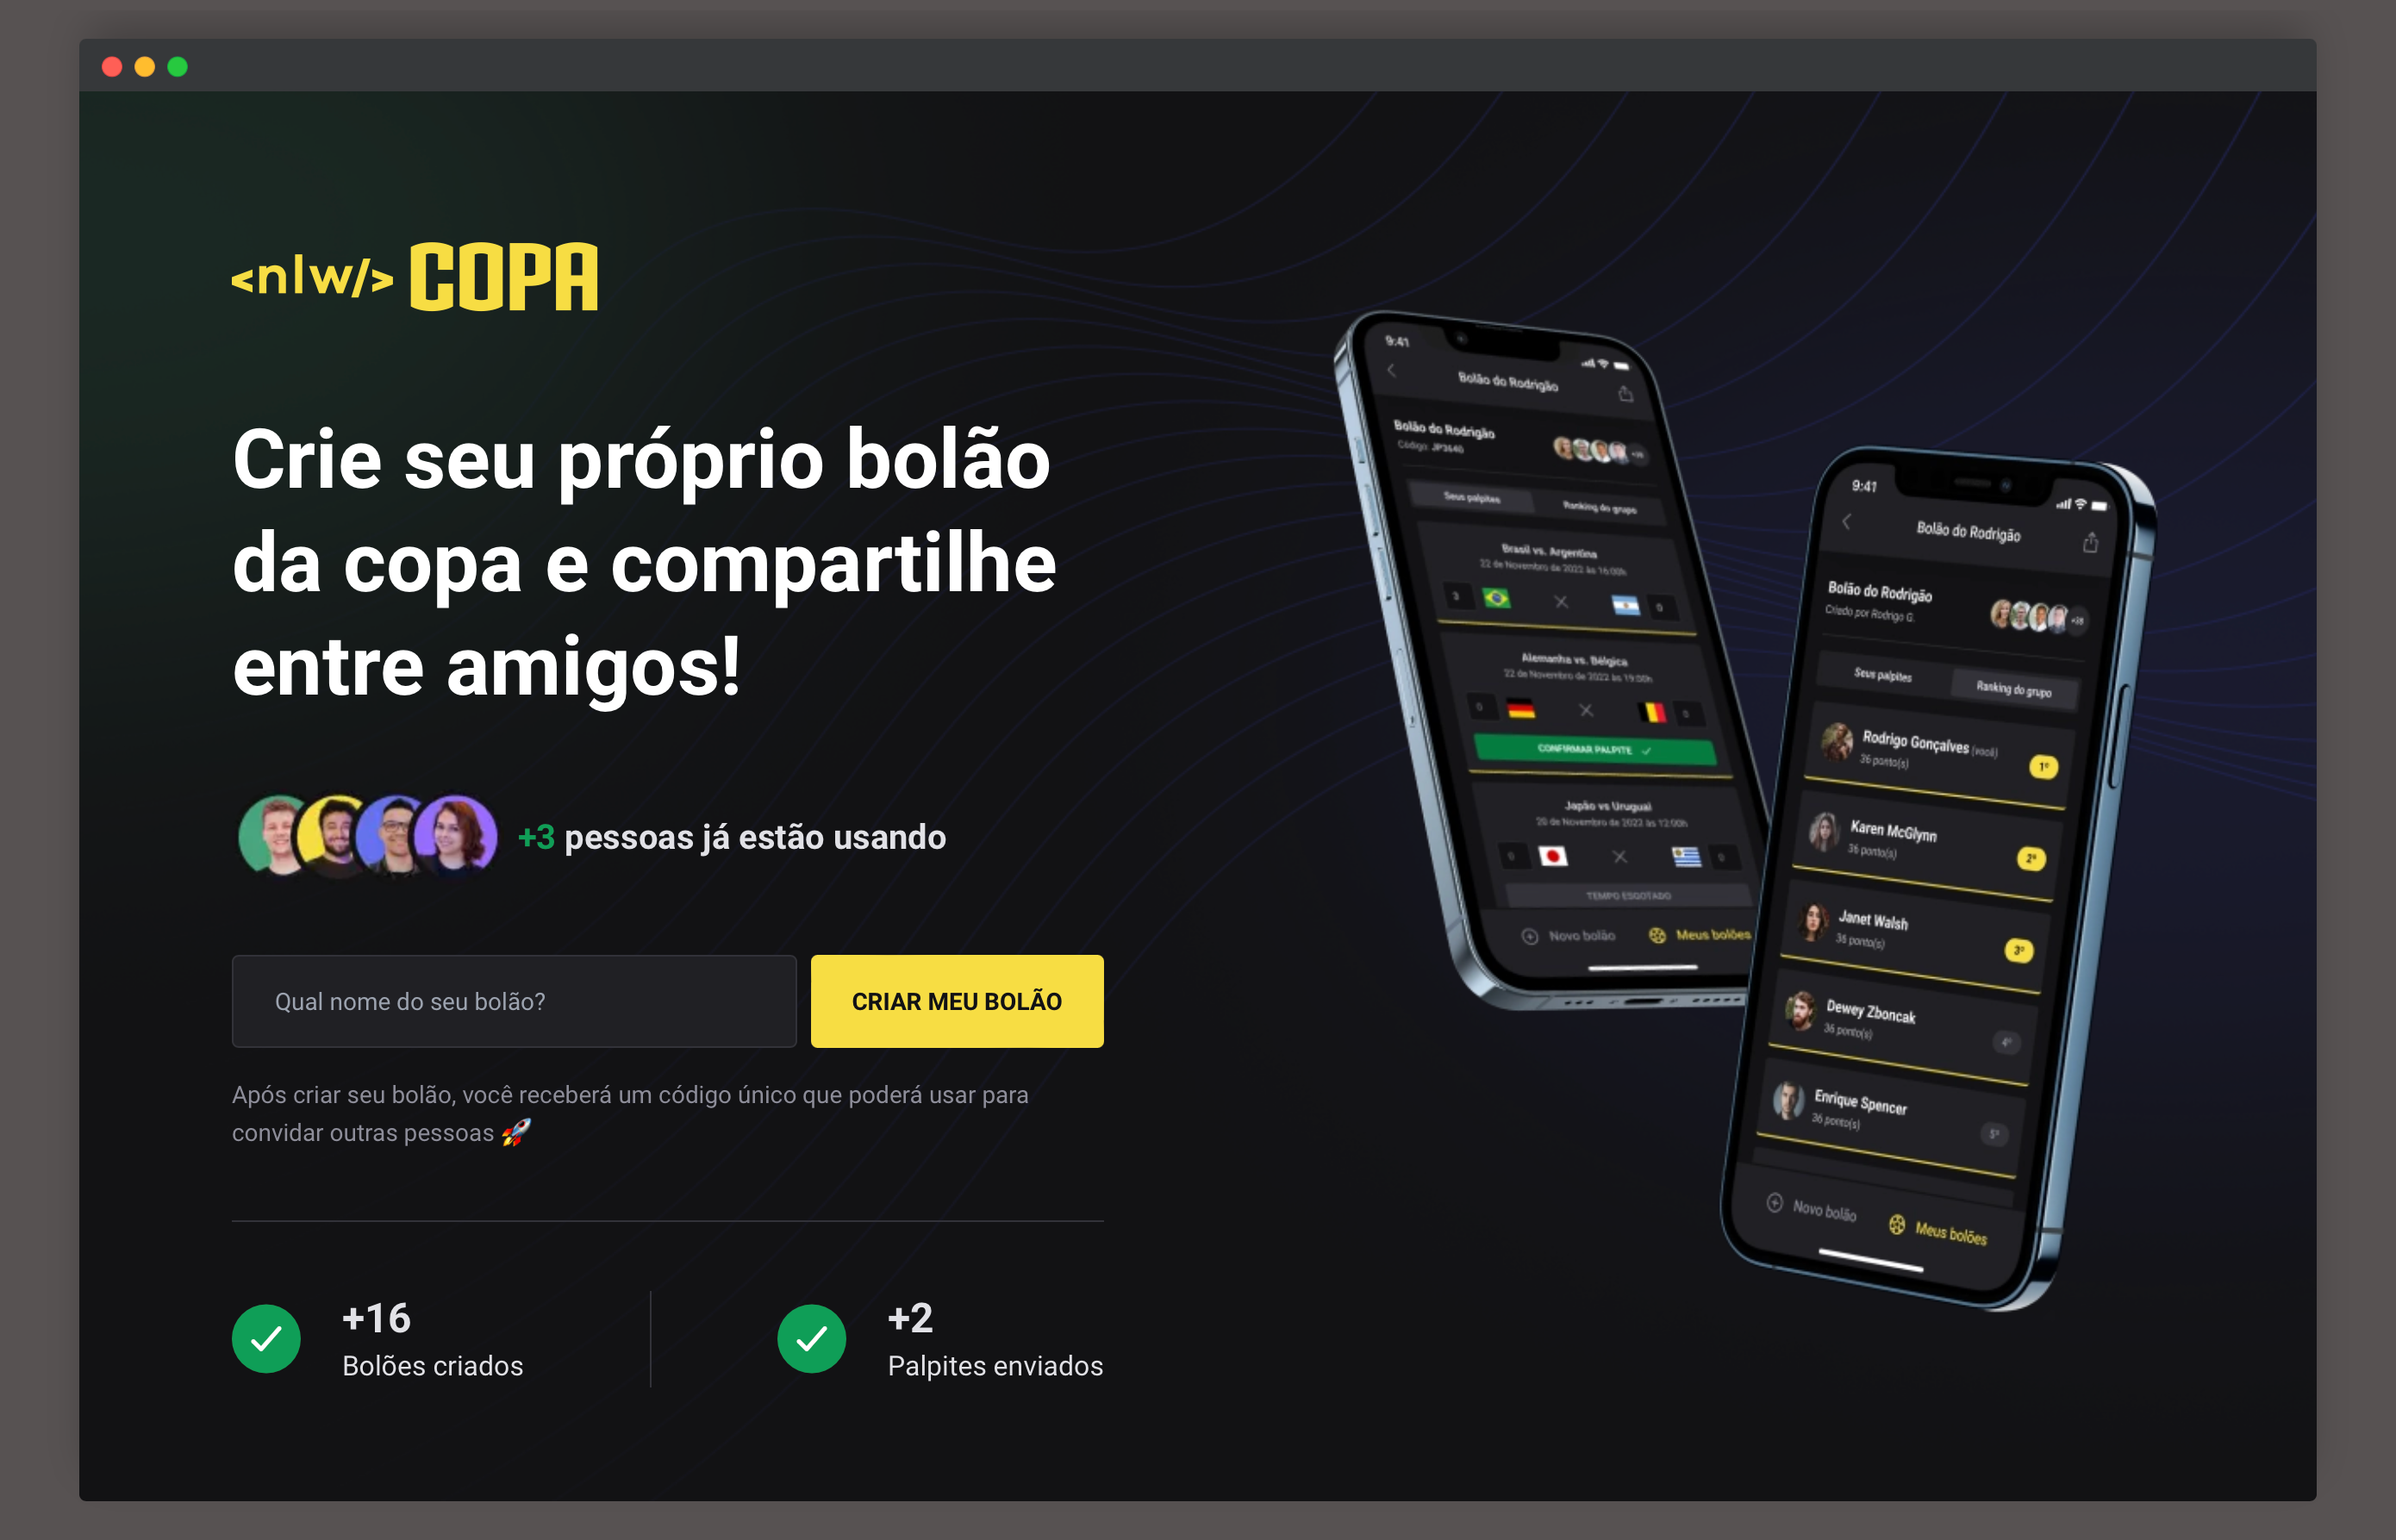 <nlw/> COPA
Crie seu próprio bolão
da copa e compartilhe
entre amigos!
+3 pessoas já estão usando
Qual nome do seu bolão?
CRIAR MEU BOLÃO
Após criar seu bolão, você receberá um código único que poderá usar para
convidar outras pessoas 🚀
+16
Bolões criados
+2
Palpites enviados
9:41
Bolão do Rodrigão
Bolão do Rodrigão
Código: JP3640
+38
Seus palpites
Ranking do grupo
Brasil vs. Argentina
22 de Novembro de 2022 às 16:00h
3
0
Alemanha vs. Bélgica
22 de Novembro de 2022 às 19:00h
0
0
CONFIRMAR PALPITE
Japão vs Uruguai
20 de Novembro de 2022 às 12:00h
0
0
TEMPO ESGOTADO
Novo bolão
Meus bolões
9:41
Bolão do Rodrigão
Bolão do Rodrigão
Criado por Rodrigo G.
+38
Seus palpites
Ranking do grupo
Rodrigo Gonçalves (você)
36 ponto(s)
1º
Karen McGlynn
36 ponto(s)
2º
Janet Walsh
36 ponto(s)
3º
Dewey Zboncak
36 ponto(s)
4º
Enrique Spencer
36 ponto(s)
5º
Novo bolão
Meus bolões